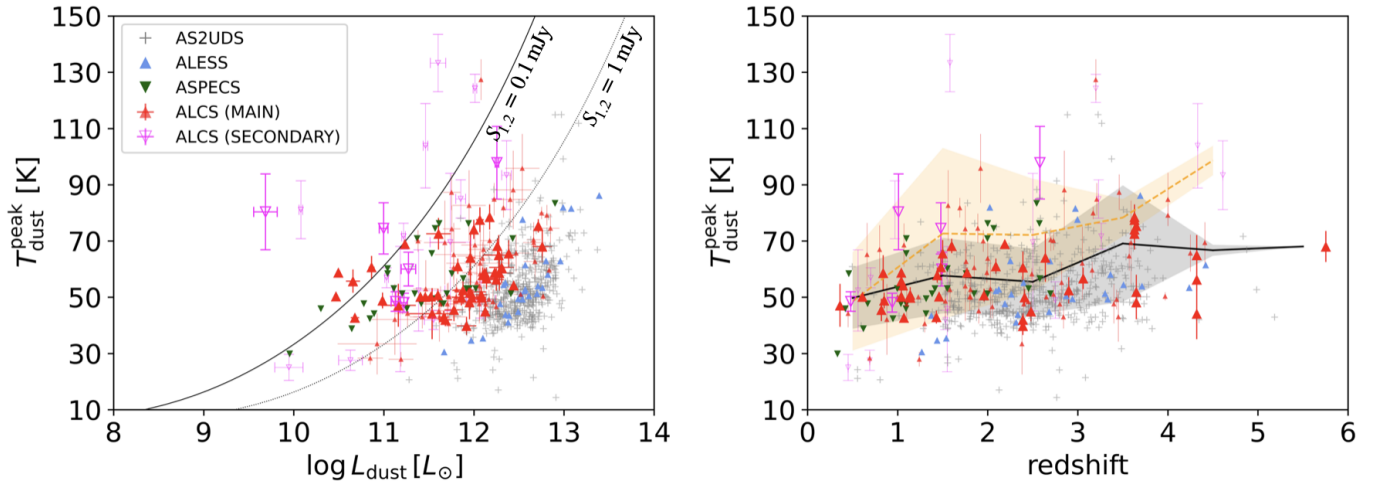 150
130
110
90
70
50
30
10
T_dust^peak [K]
AS2UDS
ALESS
ASPECS
ALCS (MAIN)
ALCS (SECONDARY)
S_1.2 = 0.1 mJy
S_1.2 = 1 mJy
8 9 10 11 12 13 14
log L_dust [L_⊙]
150
130
110
90
70
50
30
10
T_dust^peak [K]
0 1 2 3 4 5 6
redshift